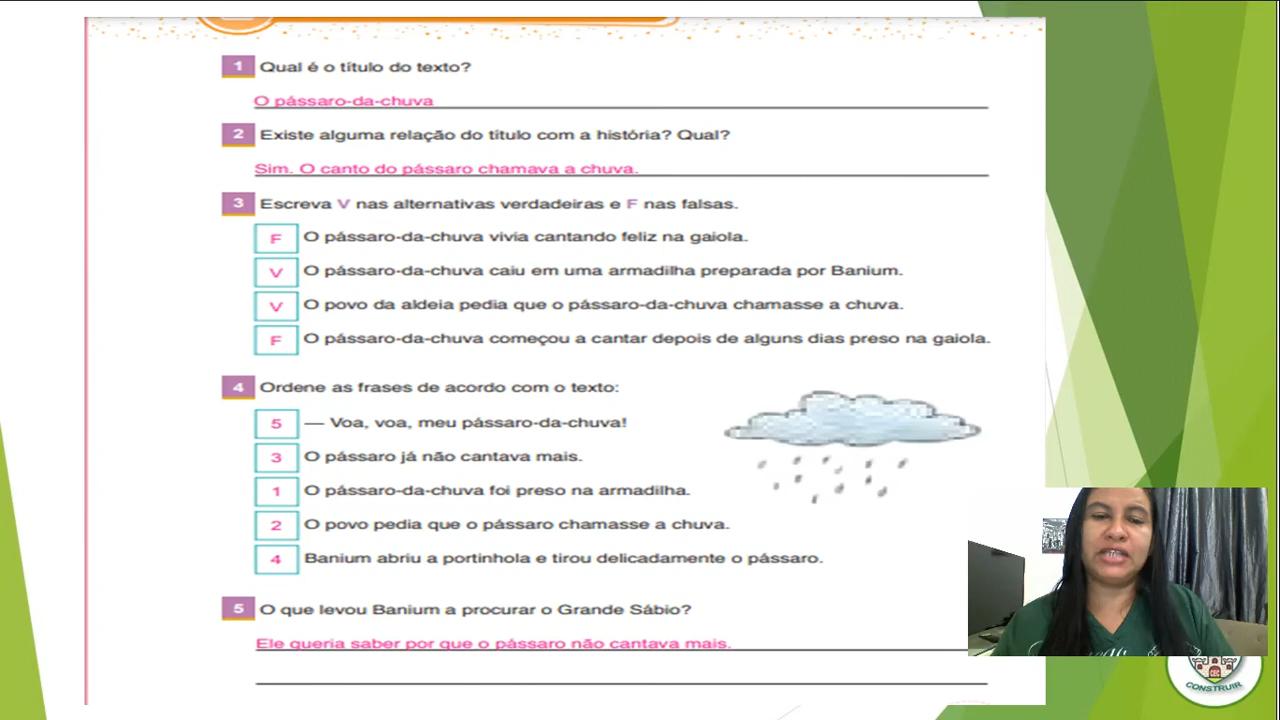 1 Qual é o título do texto?
O pássaro-da-chuva
2 Existe alguma relação do título com a história? Qual?
Sim. O canto do pássaro chamava a chuva.
3 Escreva V nas alternativas verdadeiras e F nas falsas.
F O pássaro-da-chuva vivia cantando feliz na gaiola.
V O pássaro-da-chuva caiu em uma armadilha preparada por Banium.
V O povo da aldeia pedia que o pássaro-da-chuva chamasse a chuva.
F O pássaro-da-chuva começou a cantar depois de alguns dias preso na gaiola.
4 Ordene as frases de acordo com o texto:
5 — Voa, voa, meu pássaro-da-chuva!
3 O pássaro já não cantava mais.
1 O pássaro-da-chuva foi preso na armadilha.
2 O povo pedia que o pássaro chamasse a chuva.
4 Banium abriu a portinhola e tirou delicadamente o pássaro.
5 O que levou Banium a procurar o Grande Sábio?
Ele queria saber por que o pássaro não cantava mais.
CEC
CONSTRUIR